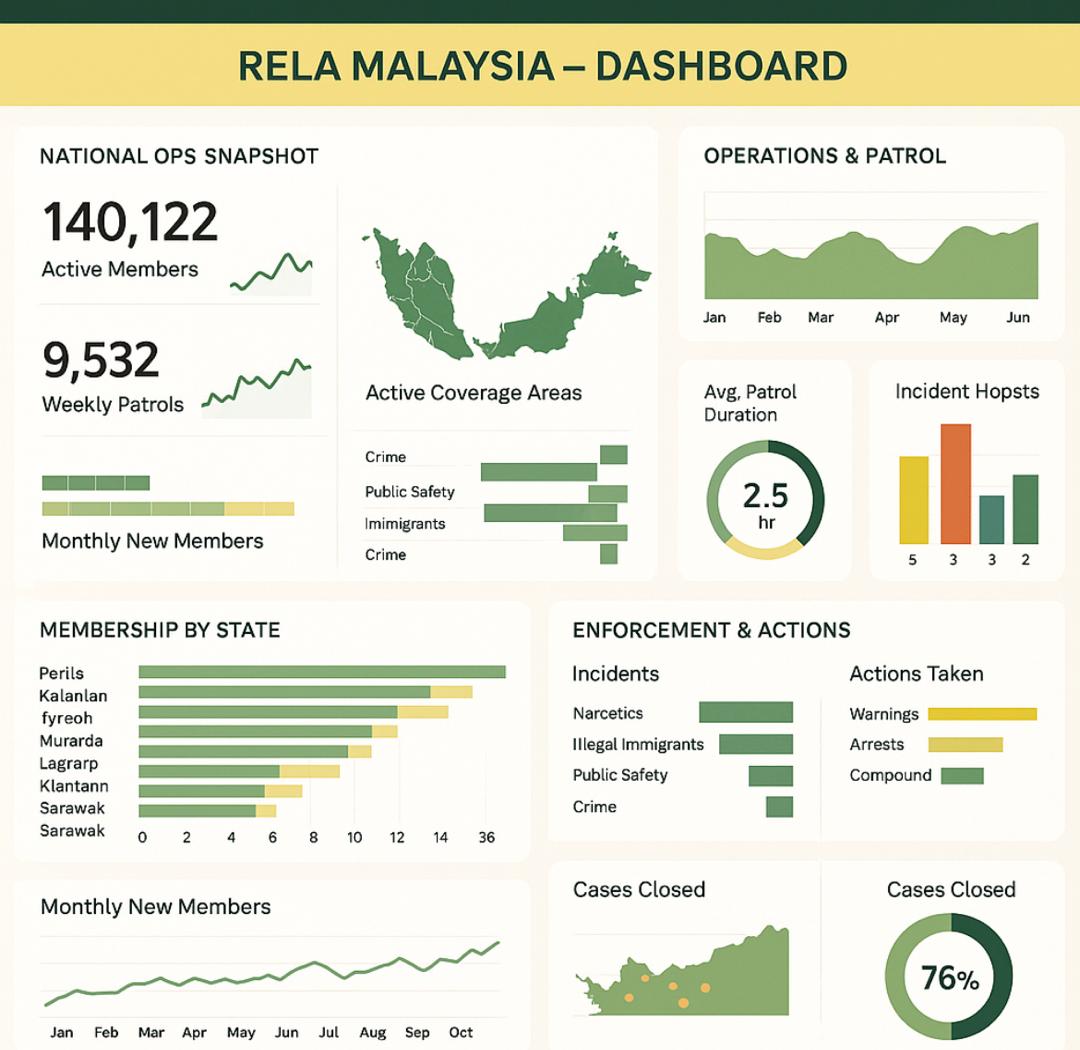 RELA MALAYSIA – DASHBOARD
NATIONAL OPS SNAPSHOT
140,122
Active Members
9,532
Weekly Patrols
Monthly New Members
Active Coverage Areas
Crime
Public Safety
Imimigrants
Crime
OPERATIONS & PATROL
Jan Feb Mar Apr May Jun
Avg, Patrol
Duration
2.5
hr
Incident Hopsts
5 3 3 2
MEMBERSHIP BY STATE
Perils
Kalanlan
fyreoh
Murarda
Lagrarp
Klantann
Sarawak
Sarawak
0 2 4 6 8 10 12 14 36
ENFORCEMENT & ACTIONS
Incidents
Narcetics
Illegal Immigrants
Public Safety
Crime
Actions Taken
Warnings
Arrests
Compound
Monthly New Members
Jan Feb Mar Apr May Jun Jul Aug Sep Oct
Cases Closed
Cases Closed
76%